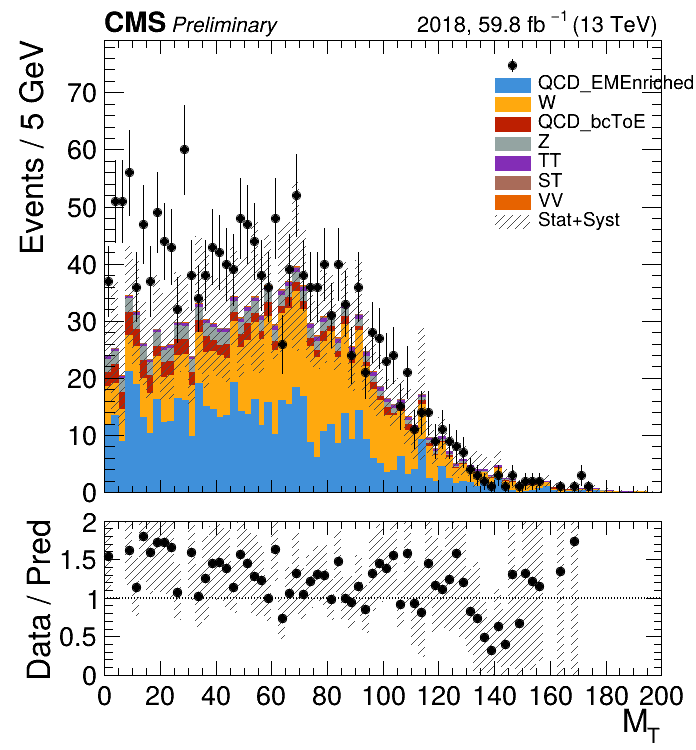 CMS Preliminary 2018, 59.8 fb⁻¹ (13 TeV)
Events / 5 GeV
70
60
50
40
30
20
10
0
QCD_EMEnriched
W
QCD_bcToE
Z
TT
ST
VV
Stat+Syst
Data / Pred
2
1.5
1
0.5
0
0 20 40 60 80 100 120 140 160 180 200
M_T